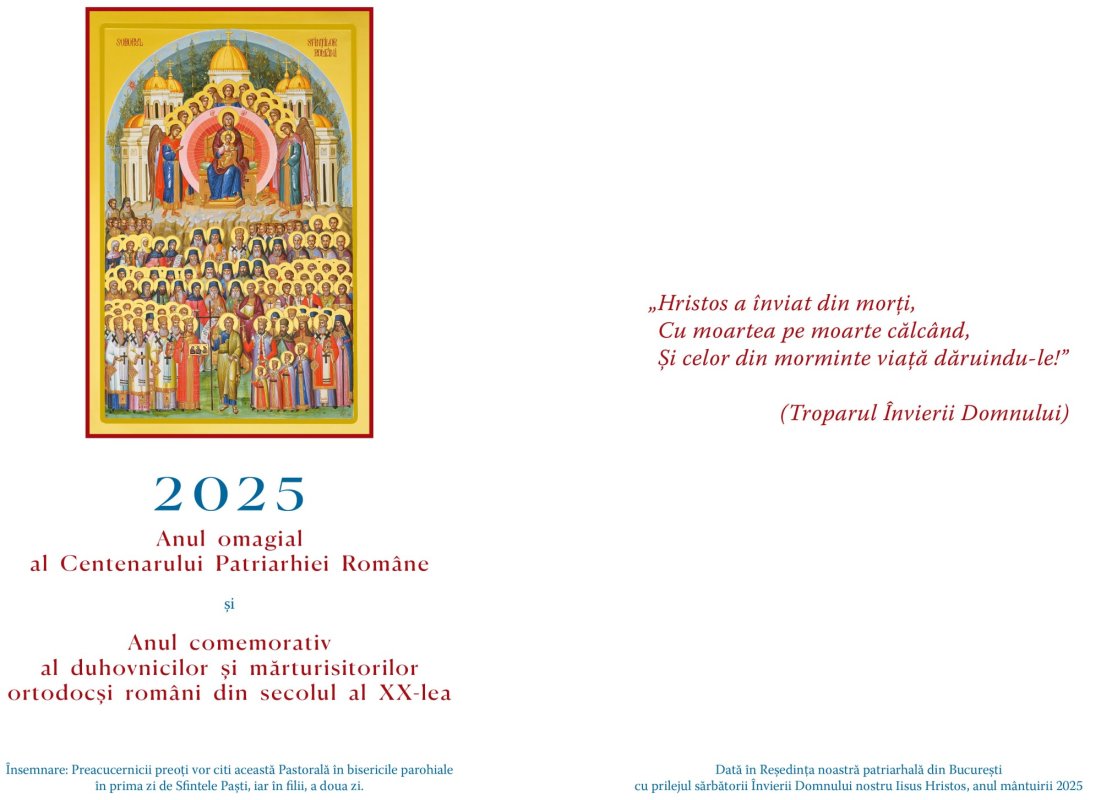 SOBORUL
SFINȚILOR
ROMÂNI
2025
Anul omagial
al Centenarului Patriarhiei Române
și
Anul comemorativ
al duhovnicilor și mărturisitorilor
ortodocși români din secolul al XX-lea
Însemnare: Preacucernicii preoți vor citi această Pastorală în bisericile parohiale
în prima zi de Sfintele Paști, iar în filii, a doua zi.
„Hristos a înviat din morți,
Cu moartea pe moarte călcând,
Și celor din morminte viață dăruindu-le!”
(Troparul Învierii Domnului)
Dată în Reședința noastră patriarhală din București
cu prilejul sărbătorii Învierii Domnului nostru Iisus Hristos, anul mântuirii 2025